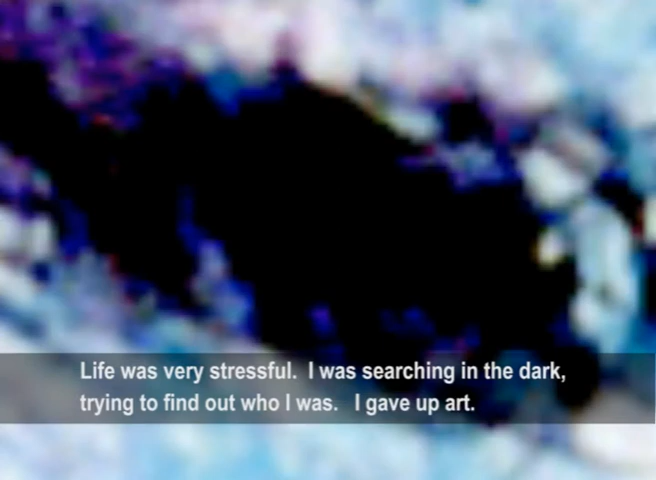 Life was very stressful.  I was searching in the dark,
trying to find out who I was.   I gave up art.